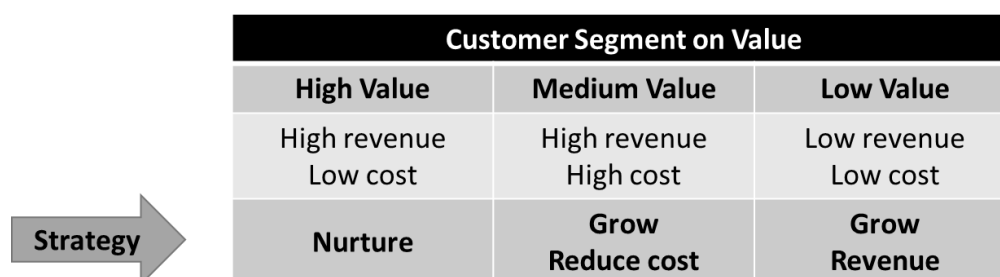 Customer Segment on Value
High Value Medium Value Low Value
High revenue High revenue Low revenue
Low cost High cost Low cost
Strategy Nurture Grow Grow
Reduce cost Revenue